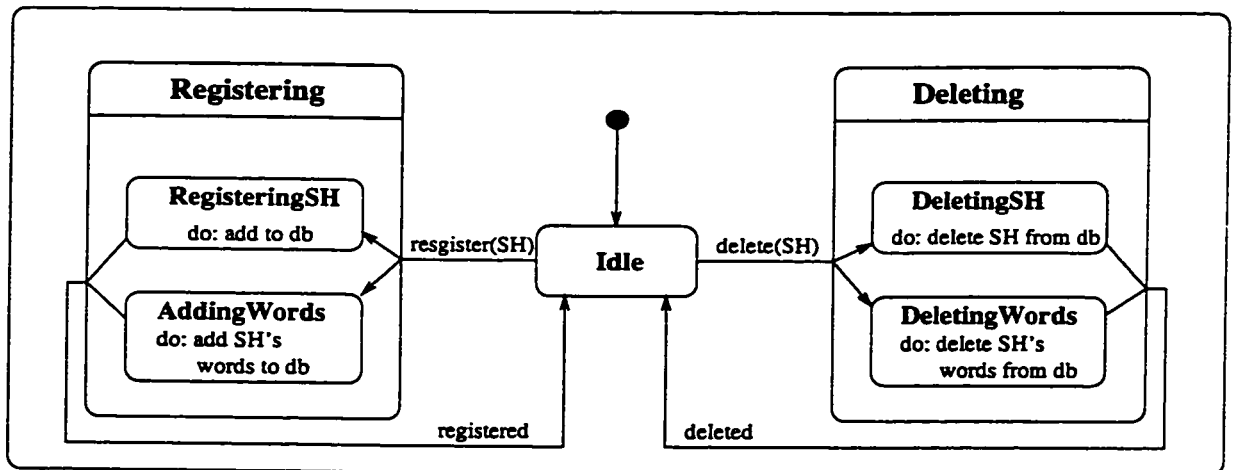 Registering
Deleting
RegisteringSH
do: add to db
resgister(SH)
Idle
delete(SH)
DeletingSH
do: delete SH from db
AddingWords
do: add SH's
words to db
DeletingWords
do: delete SH's
words from db
registered
deleted